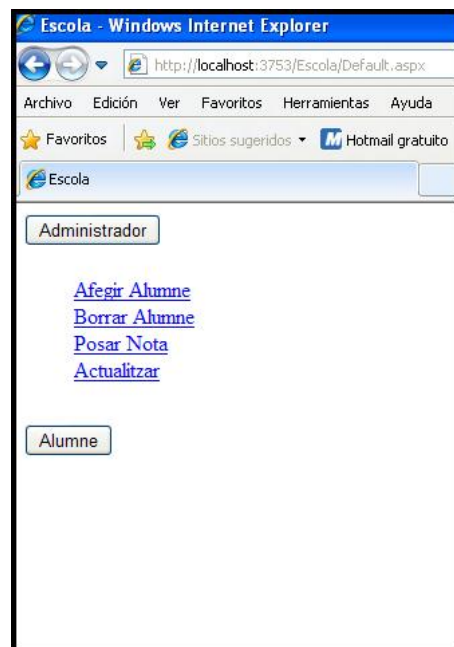 Escola - Windows Internet Explorer
http://localhost:3753/Escola/Default.aspx
Archivo Edición Ver Favoritos Herramientas Ayuda
Favoritos Sitios sugeridos Hotmail gratuito
Escola
Administrador
Afegir Alumne
Borrar Alumne
Posar Nota
Actualitzar
Alumne